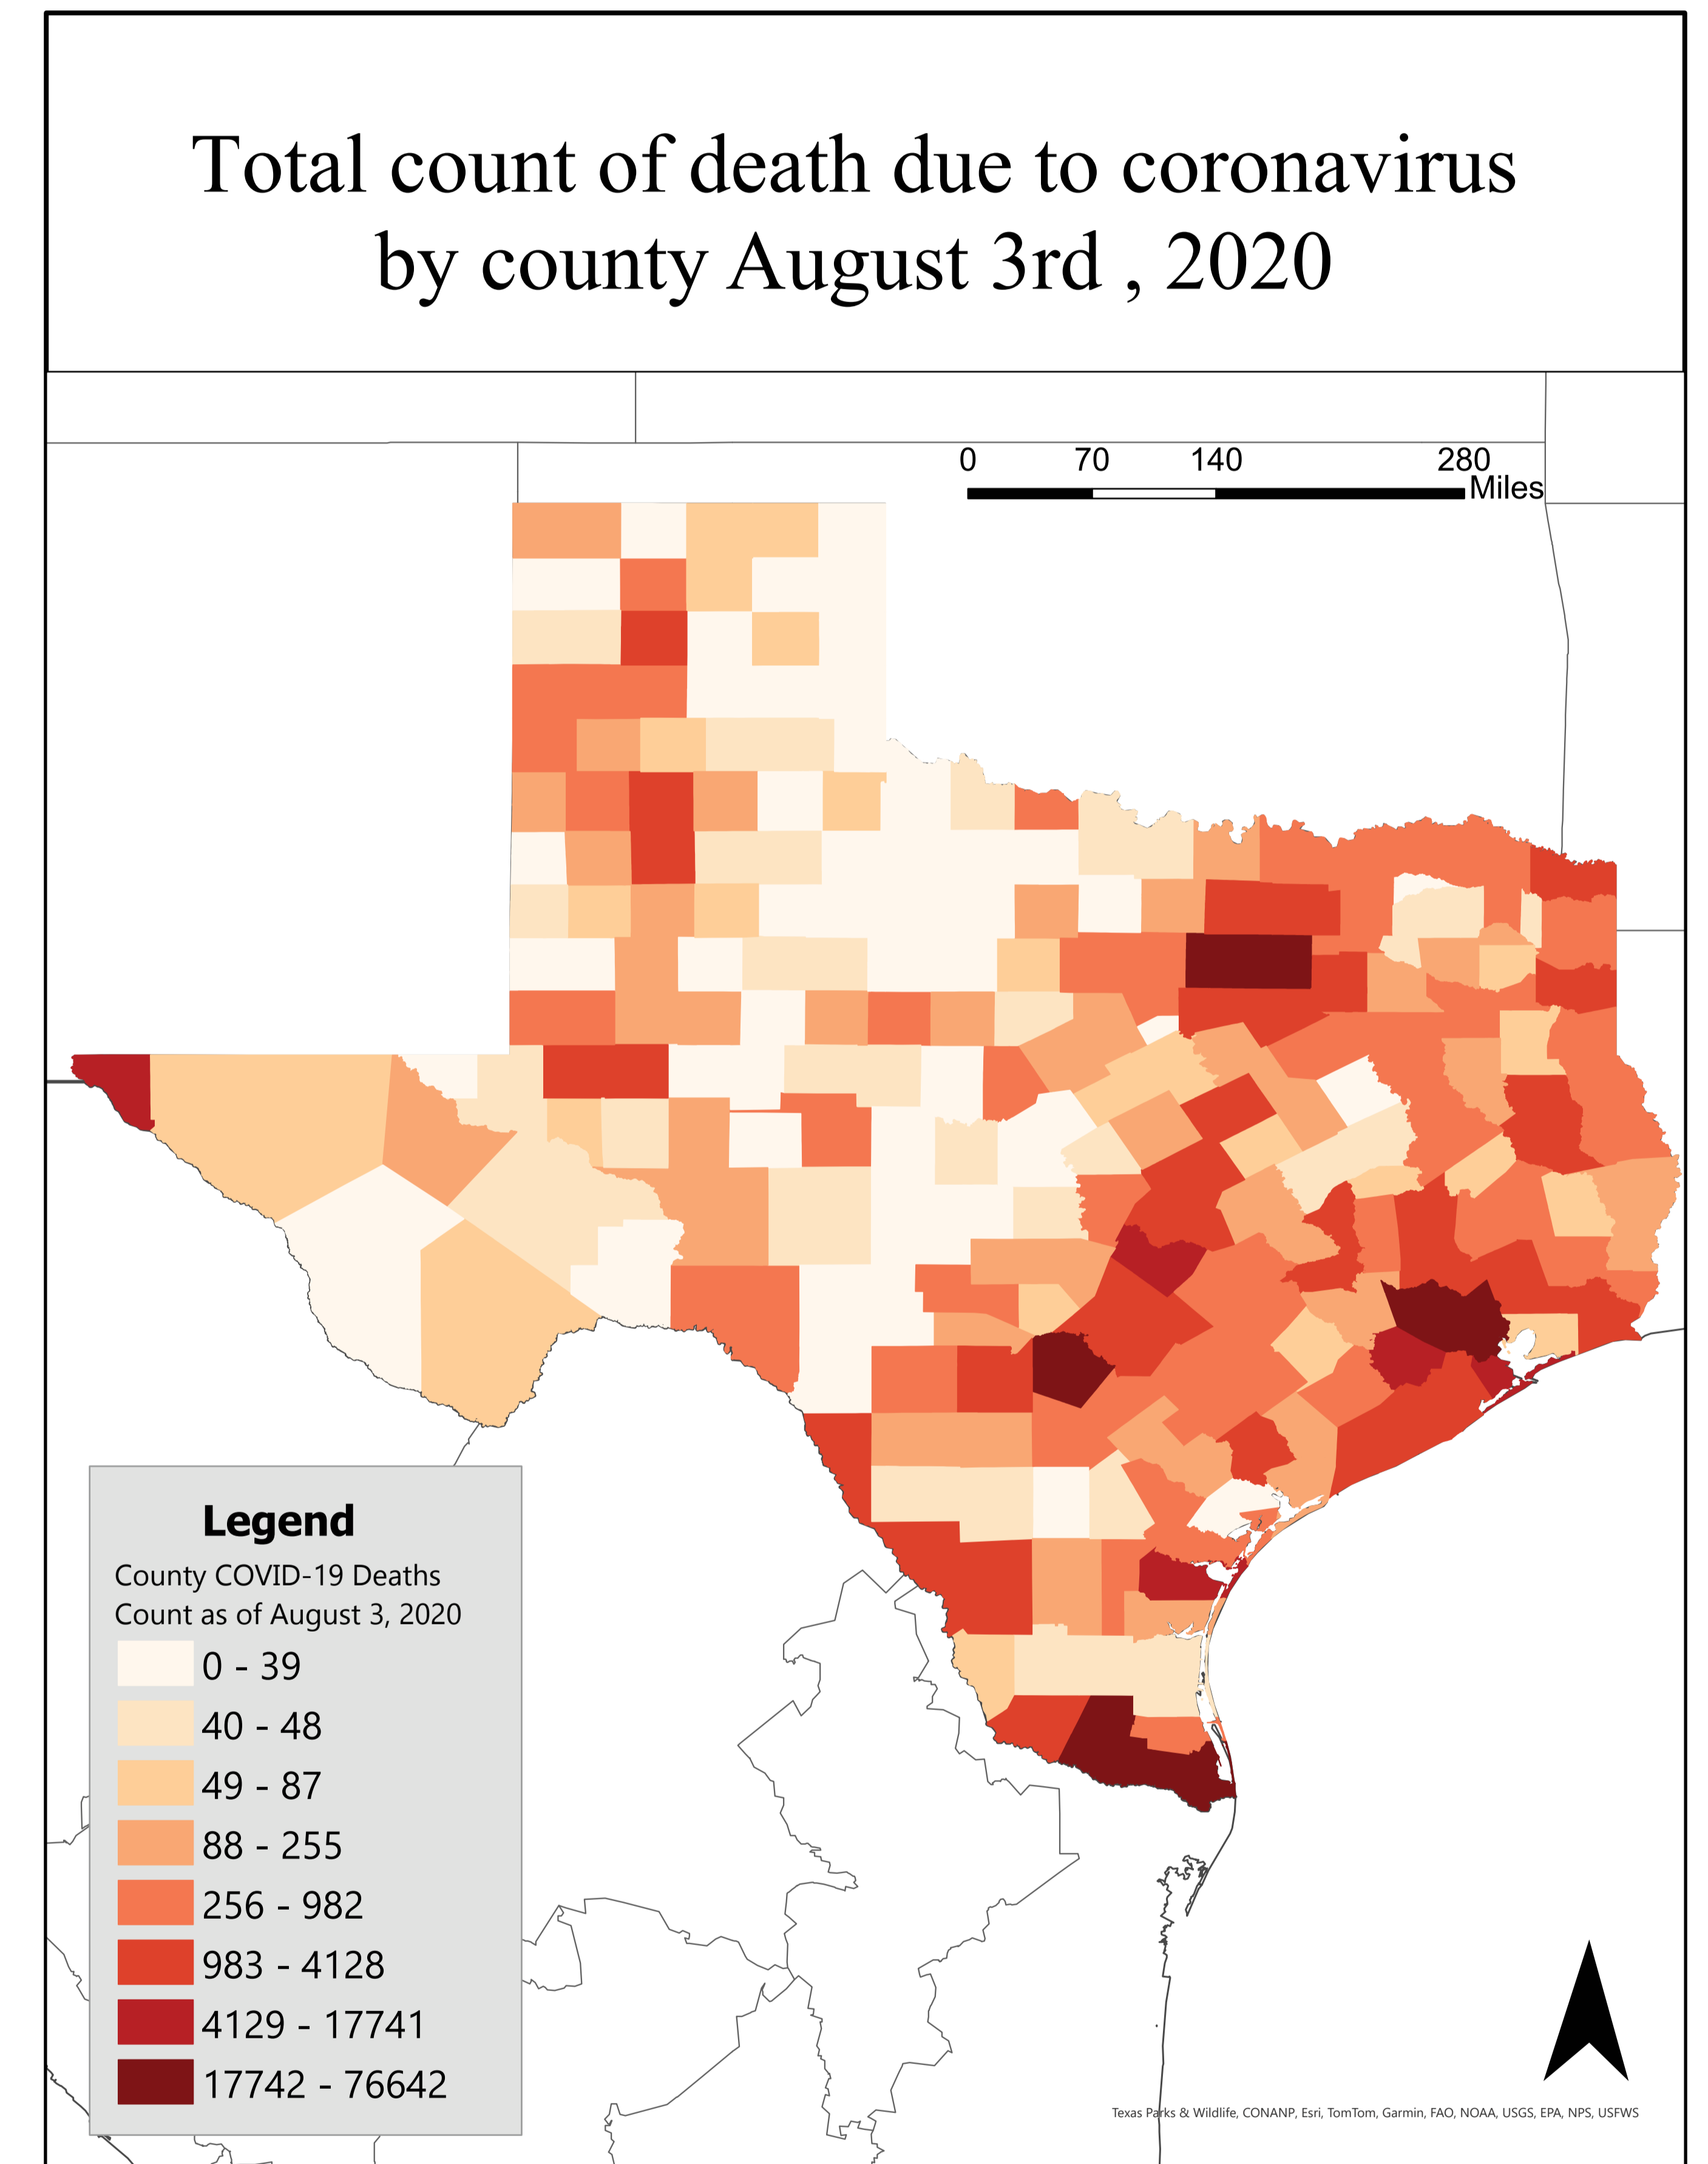 Total count of death due to coronavirus
by county August 3rd , 2020
0 70 140 280
Miles
Legend
County COVID-19 Deaths
Count as of August 3, 2020
0 - 39
40 - 48
49 - 87
88 - 255
256 - 982
983 - 4128
4129 - 17741
17742 - 76642
Texas Parks & Wildlife, CONANP, Esri, TomTom, Garmin, FAO, NOAA, USGS, EPA, NPS, USFWS